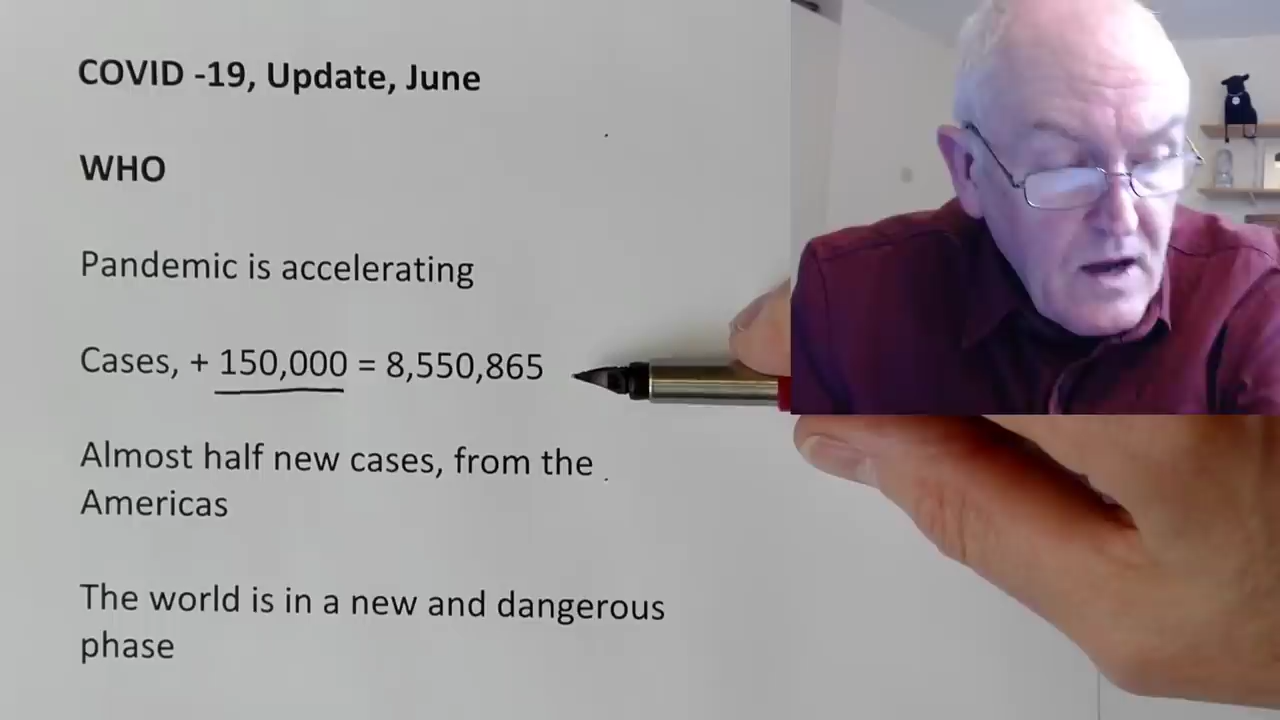 COVID -19, Update, June
WHO
Pandemic is accelerating
Cases, + 150,000 = 8,550,865
Almost half new cases, from the
Americas
The world is in a new and dangerous
phase